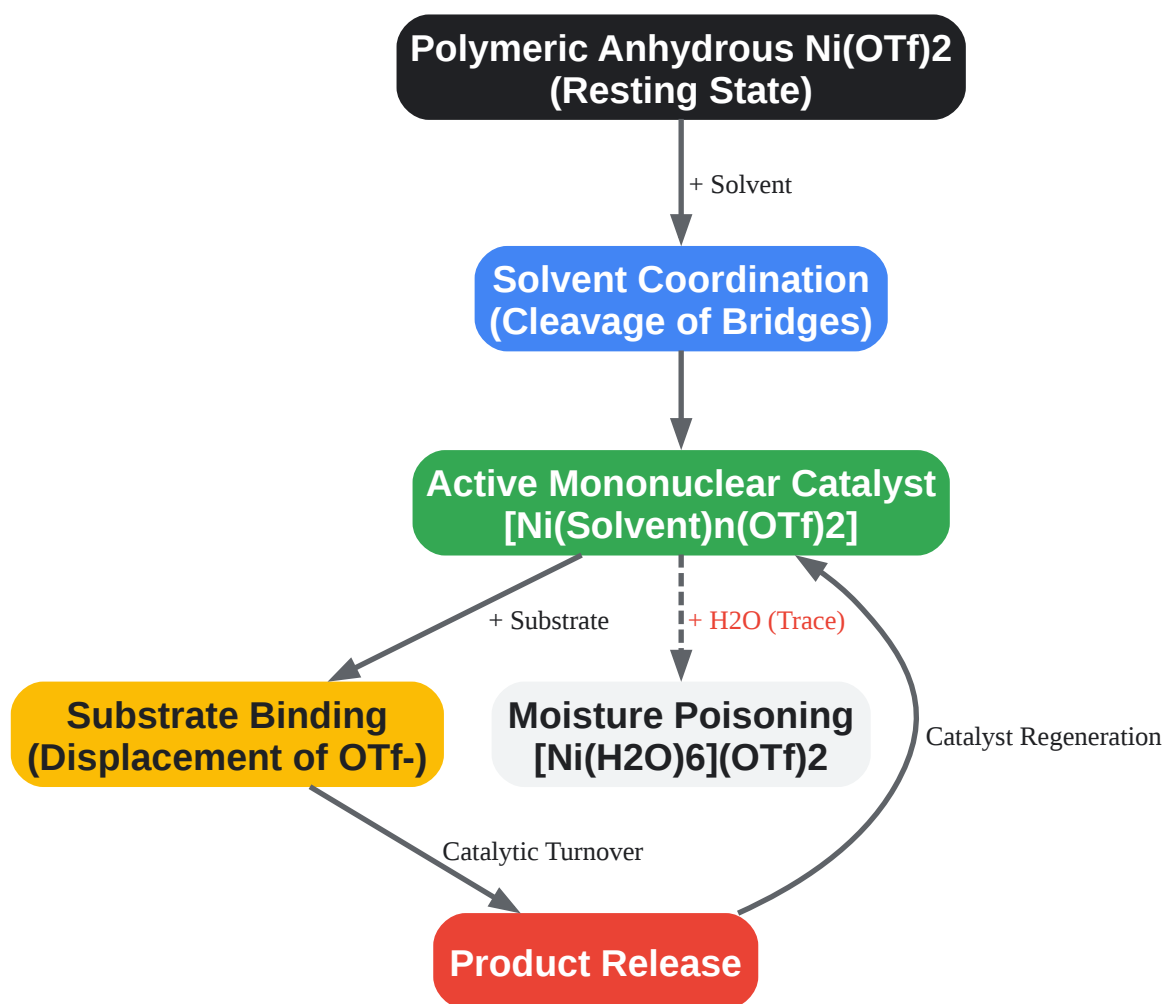 Polymeric Anhydrous Ni(OTf)2
(Resting State)
+ Solvent
Solvent Coordination
(Cleavage of Bridges)
Active Mononuclear Catalyst
[Ni(Solvent)n(OTf)2]
+ Substrate
+ H2O (Trace)
Substrate Binding
(Displacement of OTf-)
Moisture Poisoning
[Ni(H2O)6](OTf)2
Catalyst Regeneration
Catalytic Turnover
Product Release